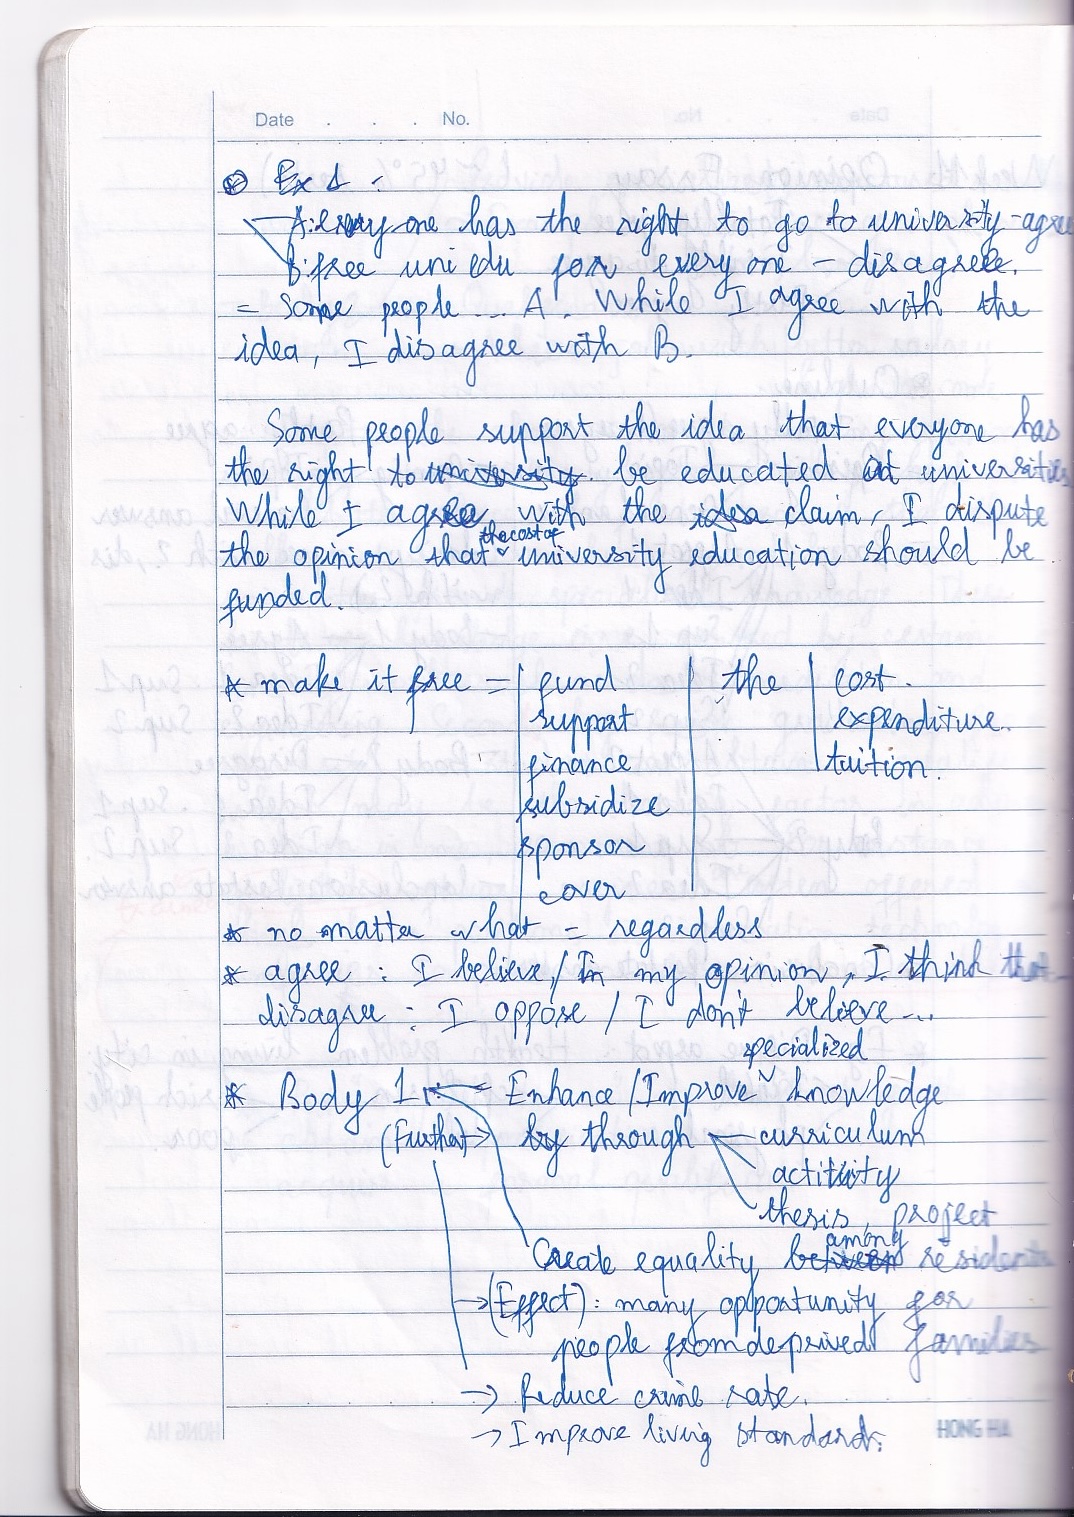 Date . . . No.
Ex 1 :
A: everyone has the right to go to university - agree
B: free uni edu for everyone - disagree.
= Some people ... A. While I agree with the
idea, I disagree with B.
Some people support the idea that everyone has
the right to university be educated at universities
While I agree with the idea claim, I dispute
the opinion that the cost of university education should be
funded.
* make it free = fund the cost.
support expenditure.
finance tuition.
subsidize
sponsor
cover
* no matter what = regardless
* agree : I believe / In my opinion, I think that
disagree : I oppose / I don't believe ...
specialized
* Body 1 Enhance / Improve knowledge
(Further) by through curriculum
activity
thesis, project
among
Create equality between residents
→ (Effect) : many opportunity for
people from deprived families
→ Reduce crime rate.
→ Improve living standards.
HONG HA